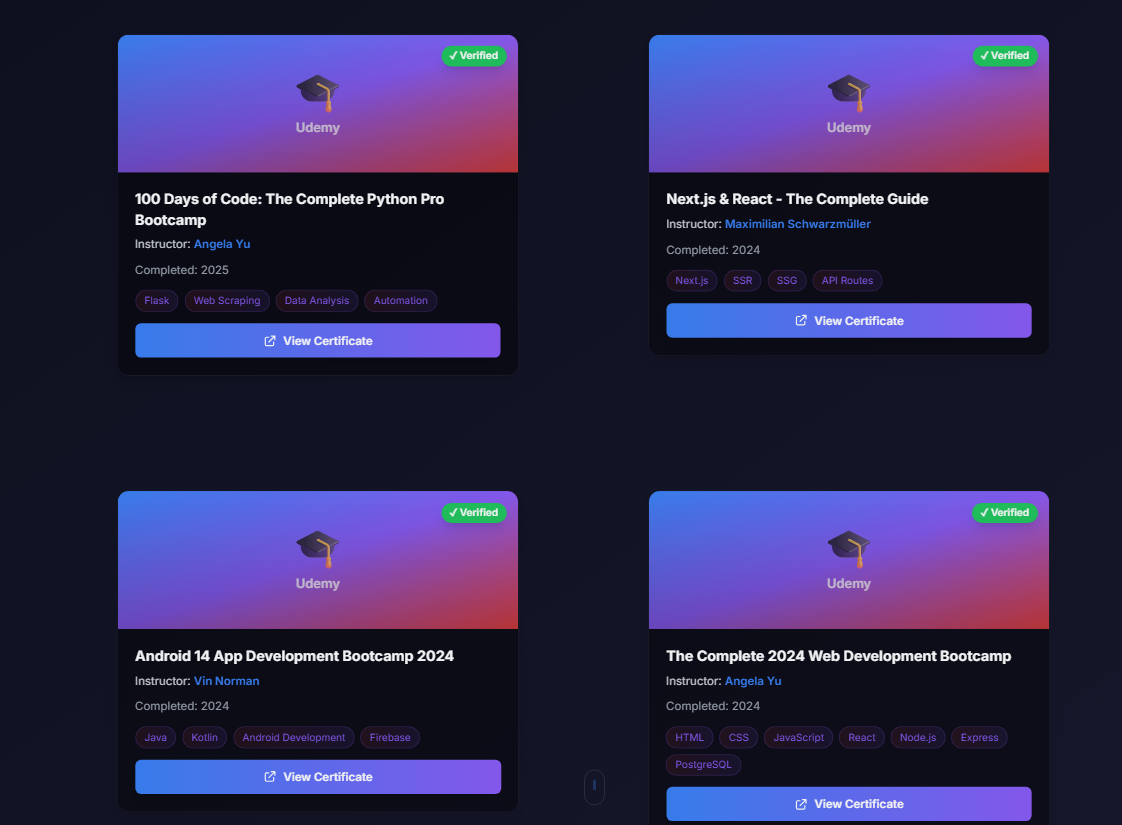 ✓ Verified
Udemy
100 Days of Code: The Complete Python Pro
Bootcamp
Instructor: Angela Yu
Completed: 2025
Flask Web Scraping Data Analysis Automation
View Certificate
✓ Verified
Udemy
Next.js & React - The Complete Guide
Instructor: Maximilian Schwarzmüller
Completed: 2024
Next.js SSR SSG API Routes
View Certificate
✓ Verified
Udemy
Android 14 App Development Bootcamp 2024
Instructor: Vin Norman
Completed: 2024
Java Kotlin Android Development Firebase
View Certificate
✓ Verified
Udemy
The Complete 2024 Web Development Bootcamp
Instructor: Angela Yu
Completed: 2024
HTML CSS JavaScript React Node.js Express
PostgreSQL
View Certificate